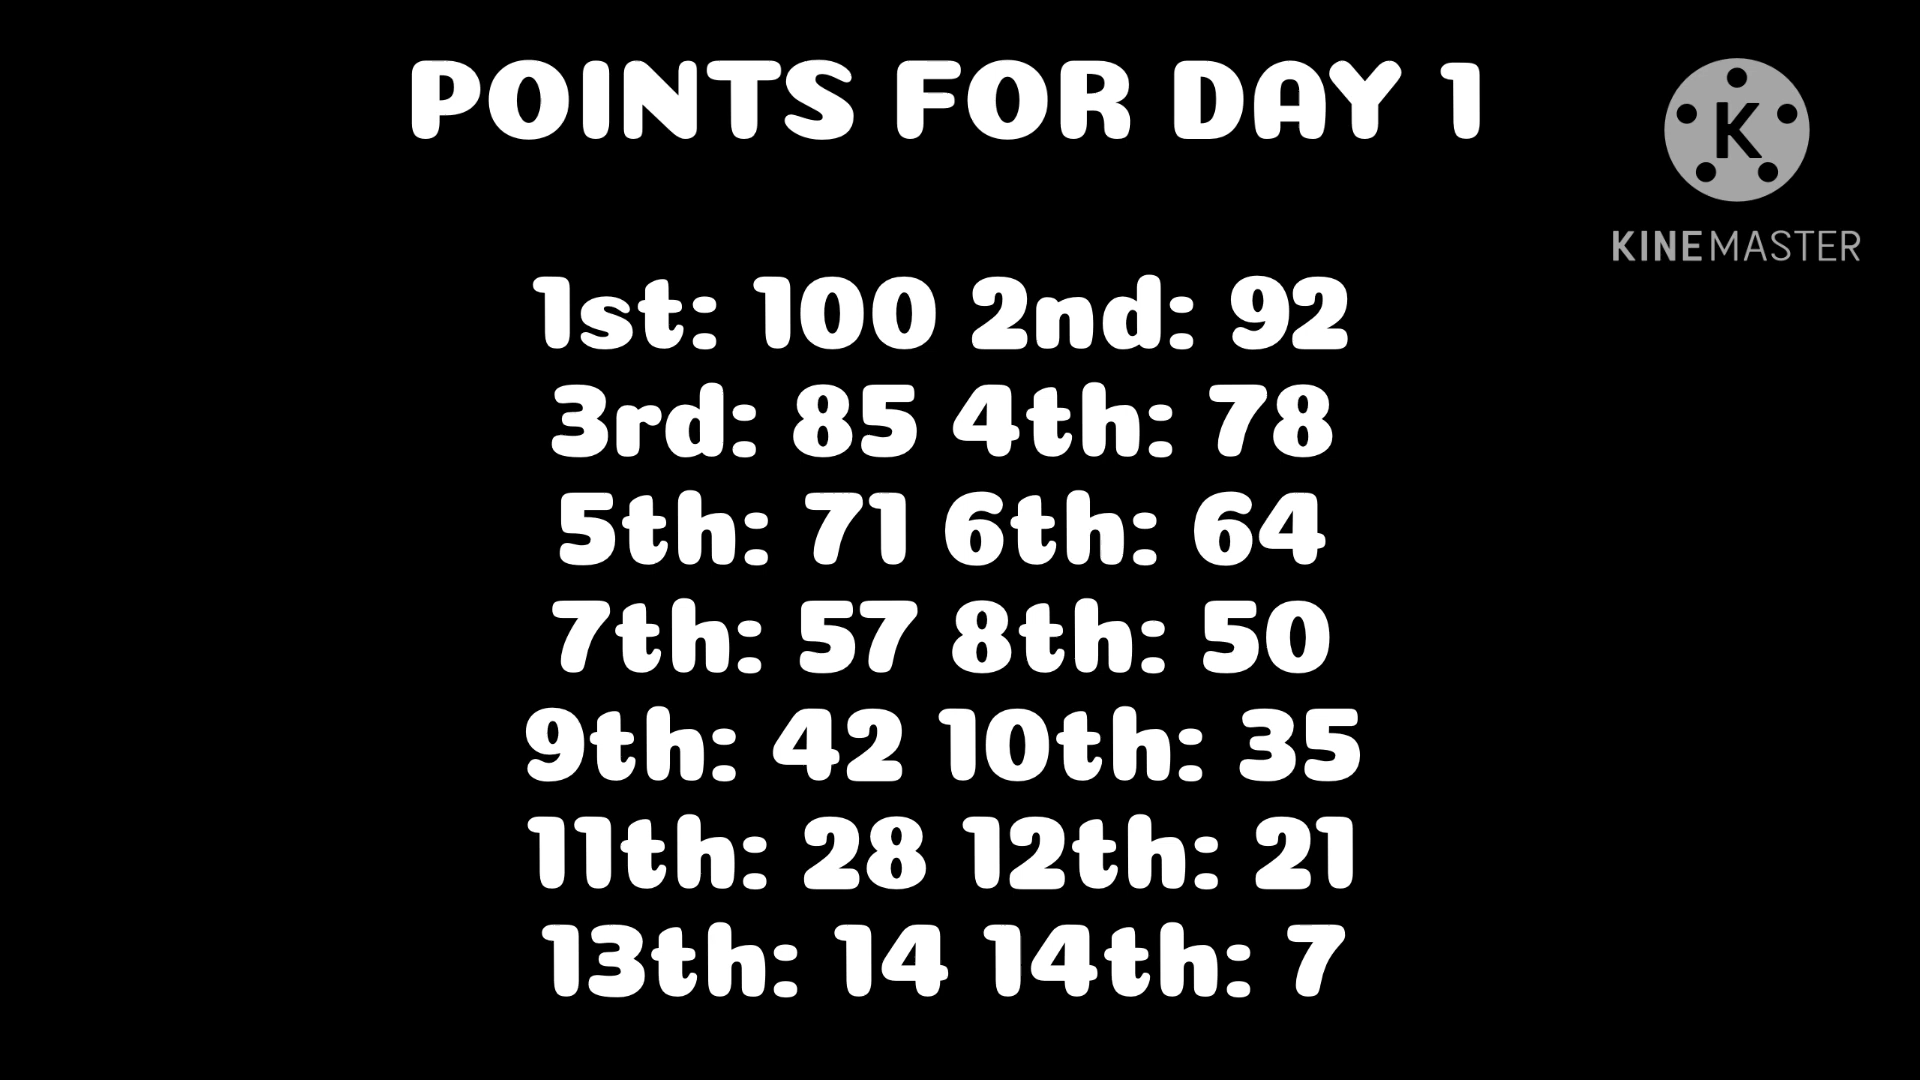 POINTS FOR DAY 1
K
KINEMASTER
1st: 100 2nd: 92
3rd: 85 4th: 78
5th: 71 6th: 64
7th: 57 8th: 50
9th: 42 10th: 35
11th: 28 12th: 21
13th: 14 14th: 7